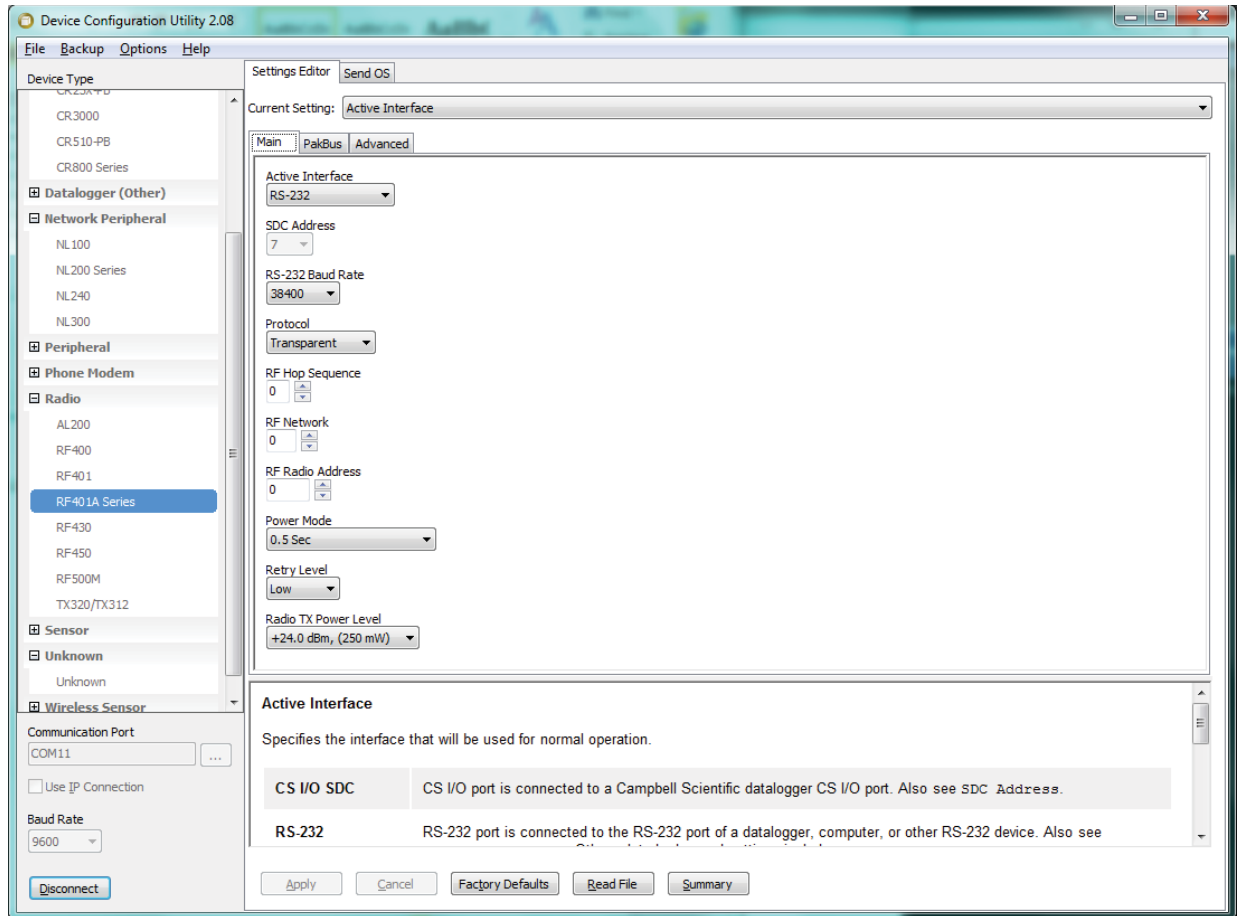 Device Configuration Utility 2.08
File Backup Options Help
Device Type
CR3000
CR510-PB
CR800 Series
Datalogger (Other)
Network Peripheral
NL100
NL200 Series
NL240
NL300
Peripheral
Phone Modem
Radio
AL200
RF400
RF401
RF401A Series
RF430
RF450
RF500M
TX320/TX312
Sensor
Unknown
Unknown
Wireless Sensor
Communication Port
COM11 ...
Use IP Connection
Baud Rate
9600
Disconnect
Settings Editor Send OS
Current Setting: Active Interface
Main PakBus Advanced
Active Interface
RS-232
SDC Address
7
RS-232 Baud Rate
38400
Protocol
Transparent
RF Hop Sequence
0
RF Network
0
RF Radio Address
0
Power Mode
0.5 Sec
Retry Level
Low
Radio TX Power Level
+24.0 dBm, (250 mW)
Active Interface
Specifies the interface that will be used for normal operation.
CS I/O SDC CS I/O port is connected to a Campbell Scientific datalogger CS I/O port. Also see SDC Address.
RS-232 RS-232 port is connected to the RS-232 port of a datalogger, computer, or other RS-232 device. Also see
Apply Cancel Factory Defaults Read File Summary